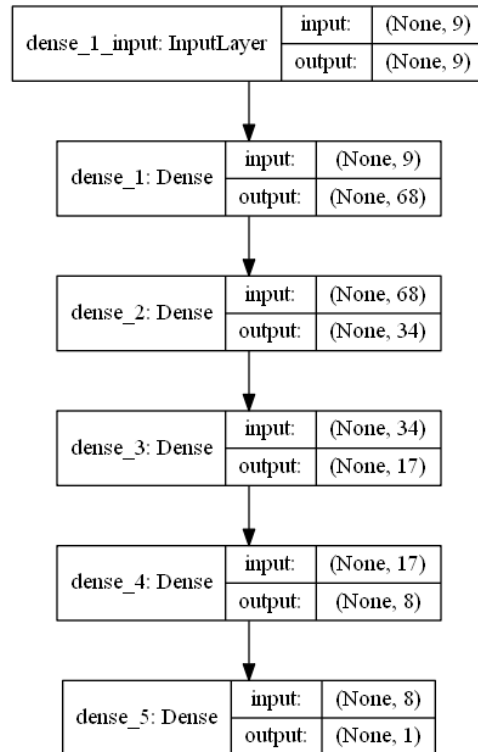 dense_1_input: InputLayer
input: (None, 9)
output: (None, 9)
dense_1: Dense
input: (None, 9)
output: (None, 68)
dense_2: Dense
input: (None, 68)
output: (None, 34)
dense_3: Dense
input: (None, 34)
output: (None, 17)
dense_4: Dense
input: (None, 17)
output: (None, 8)
dense_5: Dense
input: (None, 8)
output: (None, 1)